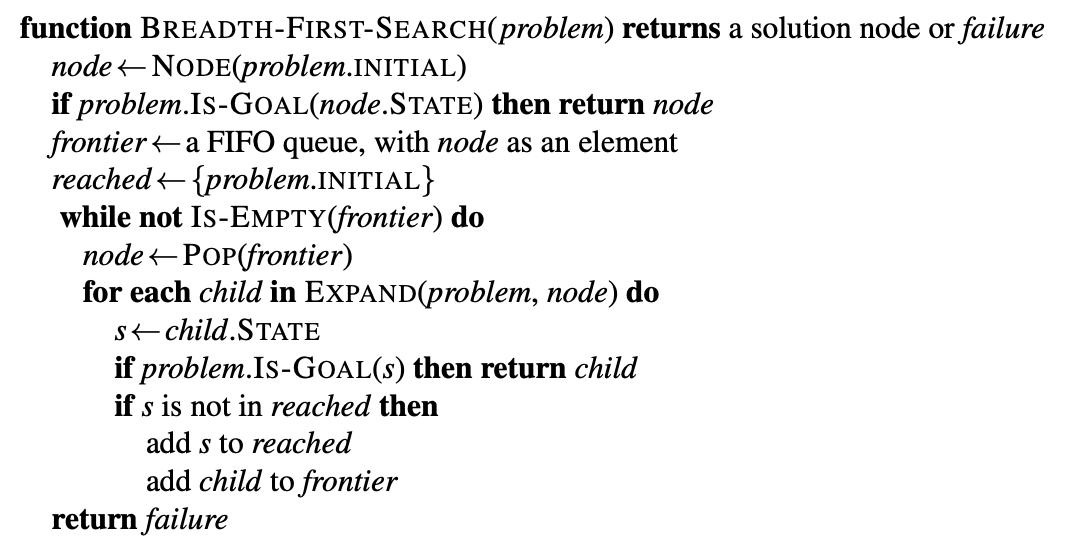 function BREADTH-FIRST-SEARCH(problem) returns a solution node or failure
node ← NODE(problem.INITIAL)
if problem.IS-GOAL(node.STATE) then return node
frontier ← a FIFO queue, with node as an element
reached ← {problem.INITIAL}
while not IS-EMPTY(frontier) do
node ← POP(frontier)
for each child in EXPAND(problem, node) do
s ← child.STATE
if problem.IS-GOAL(s) then return child
if s is not in reached then
add s to reached
add child to frontier
return failure